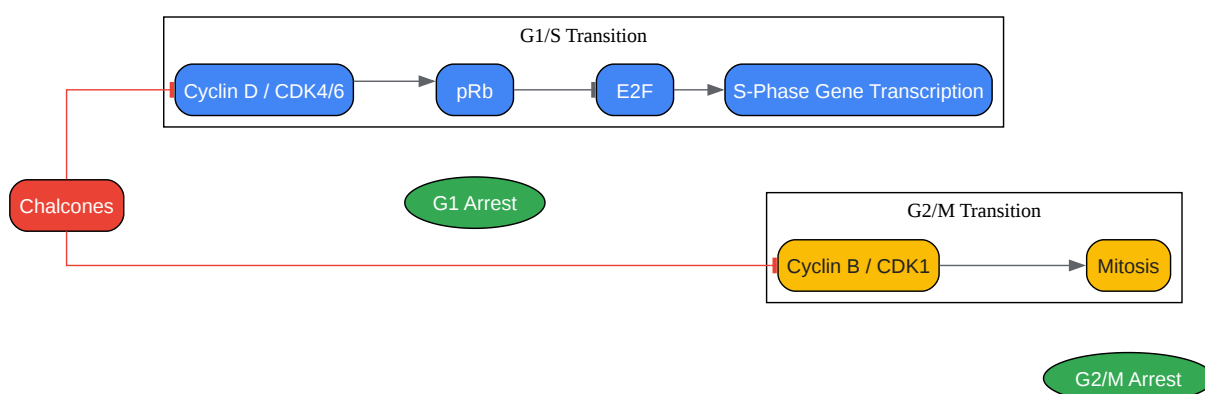 G1/S Transition
Cyclin D / CDK4/6
pRb
E2F
S-Phase Gene Transcription
Chalcones
G1 Arrest
G2/M Transition
Cyclin B / CDK1
Mitosis
G2/M Arrest